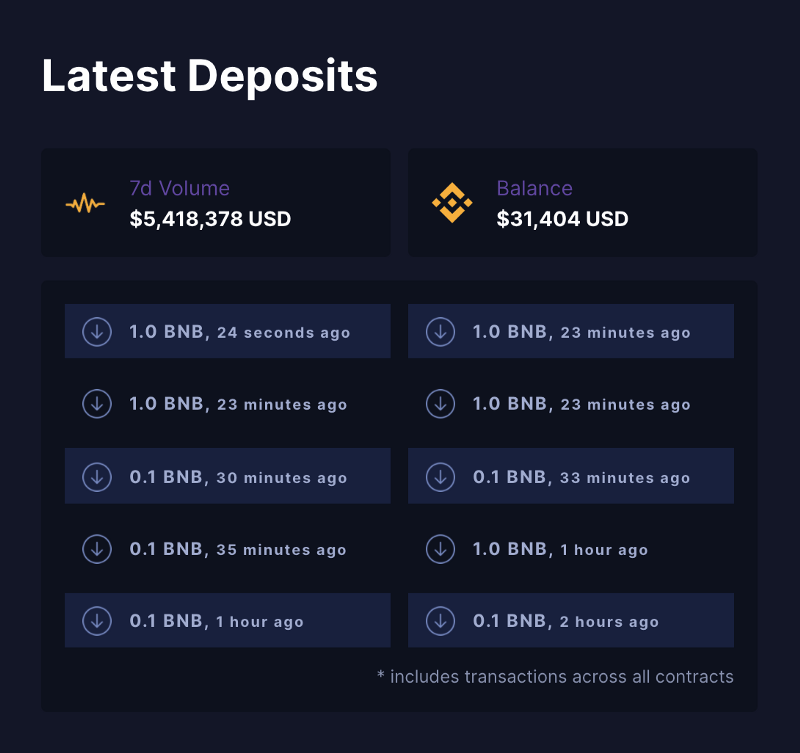 Latest Deposits
7d Volume
$5,418,378 USD
Balance
$31,404 USD
1.0 BNB, 24 seconds ago
1.0 BNB, 23 minutes ago
1.0 BNB, 23 minutes ago
1.0 BNB, 23 minutes ago
0.1 BNB, 30 minutes ago
0.1 BNB, 33 minutes ago
0.1 BNB, 35 minutes ago
1.0 BNB, 1 hour ago
0.1 BNB, 1 hour ago
0.1 BNB, 2 hours ago
* includes transactions across all contracts